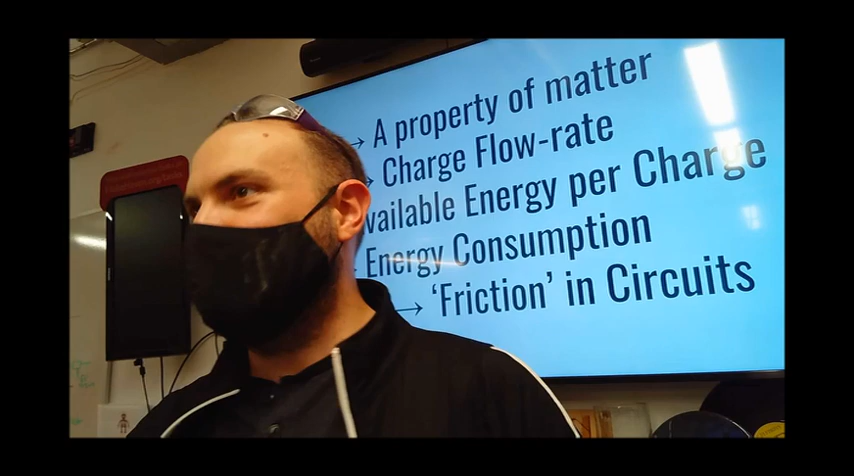 → A property of matter
Charge Flow-rate
vailable Energy per Charge
Energy Consumption
→ 'Friction' in Circuits